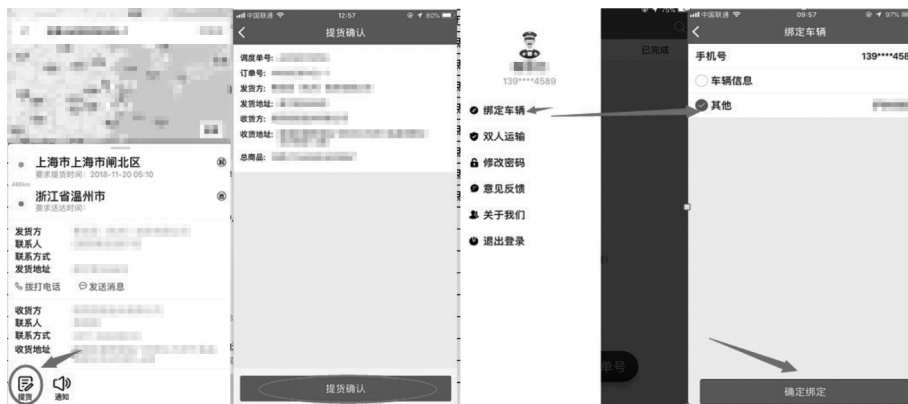 上海市上海市闸北区
起
要求提货时间：2018-11-20 05:10
486km
浙江省温州市
要求送达时间：
发货方
联系人
联系方式
发货地址
拨打电话 发送消息
收货方
联系人
联系方式
收货地址
提货 通知
中国联通 12:57 80%
提货确认
调度单号:
订单号:
发货方:
发货地址:
收货方:
收货地址:
总商品:
提货确认
139****4589
绑定车辆
双人运输
修改密码
意见反馈
关于我们
退出登录
75%
已完成
单号
中国联通 09:57 97%
绑定车辆
手机号 139****458
车辆信息
其他
确定绑定